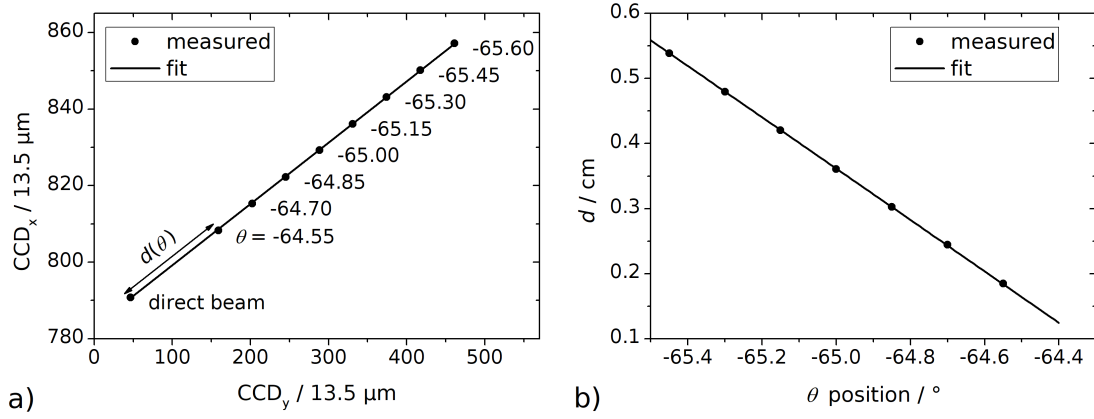 measured
fit
860
840
820
800
780
CCDx / 13.5 µm
-65.60
-65.45
-65.30
-65.15
-65.00
-64.85
-64.70
θ = -64.55
d(θ)
direct beam
0 100 200 300 400 500
CCDy / 13.5 µm
a)
measured
fit
0.6
0.5
0.4
0.3
0.2
0.1
d / cm
-65.4 -65.2 -65.0 -64.8 -64.6 -64.4
θ position / °
b)